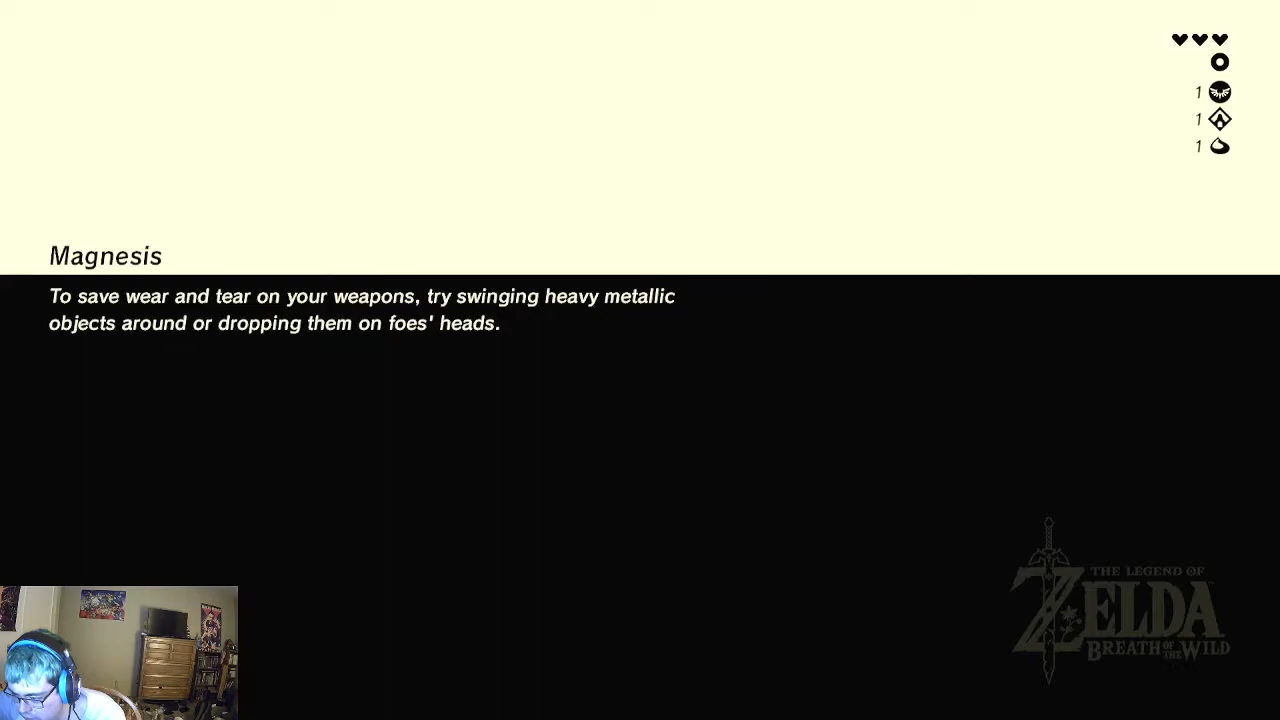 1
1
1
Magnesis
To save wear and tear on your weapons, try swinging heavy metallic
objects around or dropping them on foes' heads.
THE LEGEND OF
ZELDA
BREATH OF THE WILD